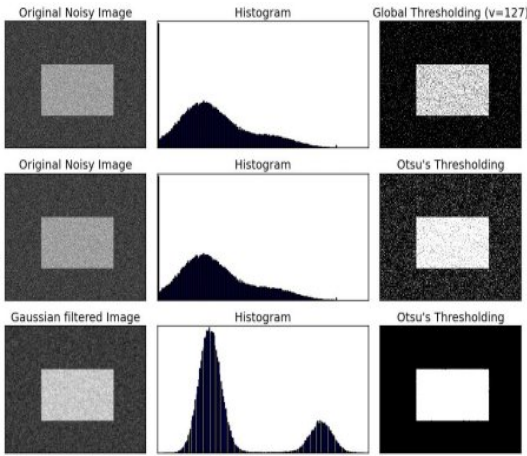 Original Noisy Image
Histogram
Global Thresholding (v=127)
Original Noisy Image
Histogram
Otsu's Thresholding
Gaussian filtered Image
Histogram
Otsu's Thresholding